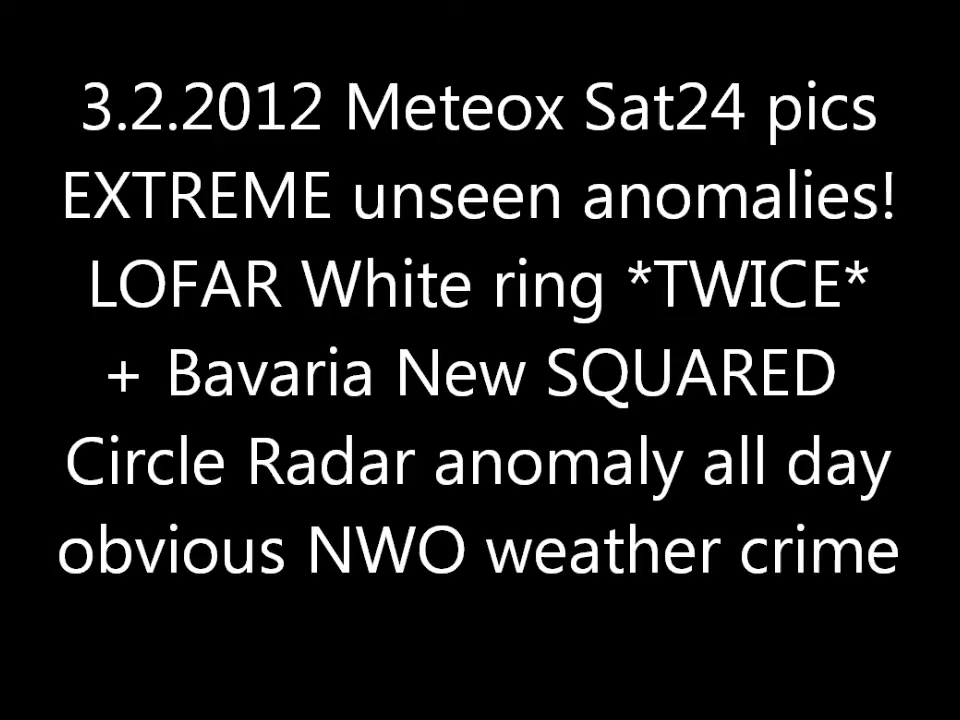 3.2.2012 Meteox Sat24 pics
EXTREME unseen anomalies!
LOFAR White ring *TWICE*
+ Bavaria New SQUARED
Circle Radar anomaly all day
obvious NWO weather crime